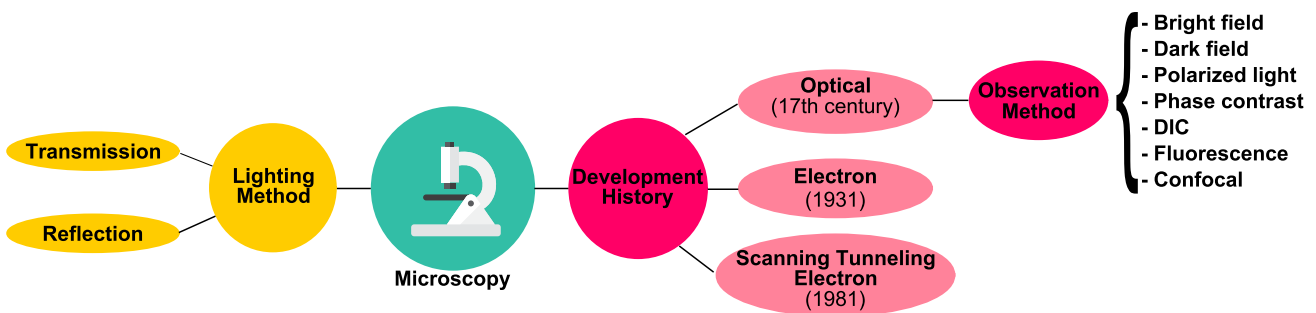 Transmission
Reflection
Lighting
Method
Microscopy
Development
History
Optical
(17th century)
Electron
(1931)
Scanning Tunneling
Electron
(1981)
Observation
Method
- Bright field
- Dark field
- Polarized light
- Phase contrast
- DIC
- Fluorescence
- Confocal